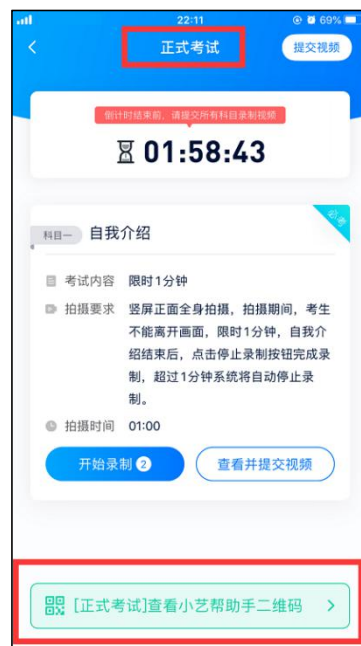 22:11
69%
正式考试
提交视频
倒计时结束前，请提交所有科目录制视频
01:58:43
必考
科目一 自我介绍
考试内容 限时1分钟
拍摄要求 竖屏正面全身拍摄，拍摄期间，考生
不能离开画面，限时1分钟，自我介
绍结束后，点击停止录制按钮完成录
制，超过1分钟系统将自动停止录
制。
拍摄时间 01:00
开始录制 2
查看并提交视频
[正式考试]查看小艺帮助手二维码